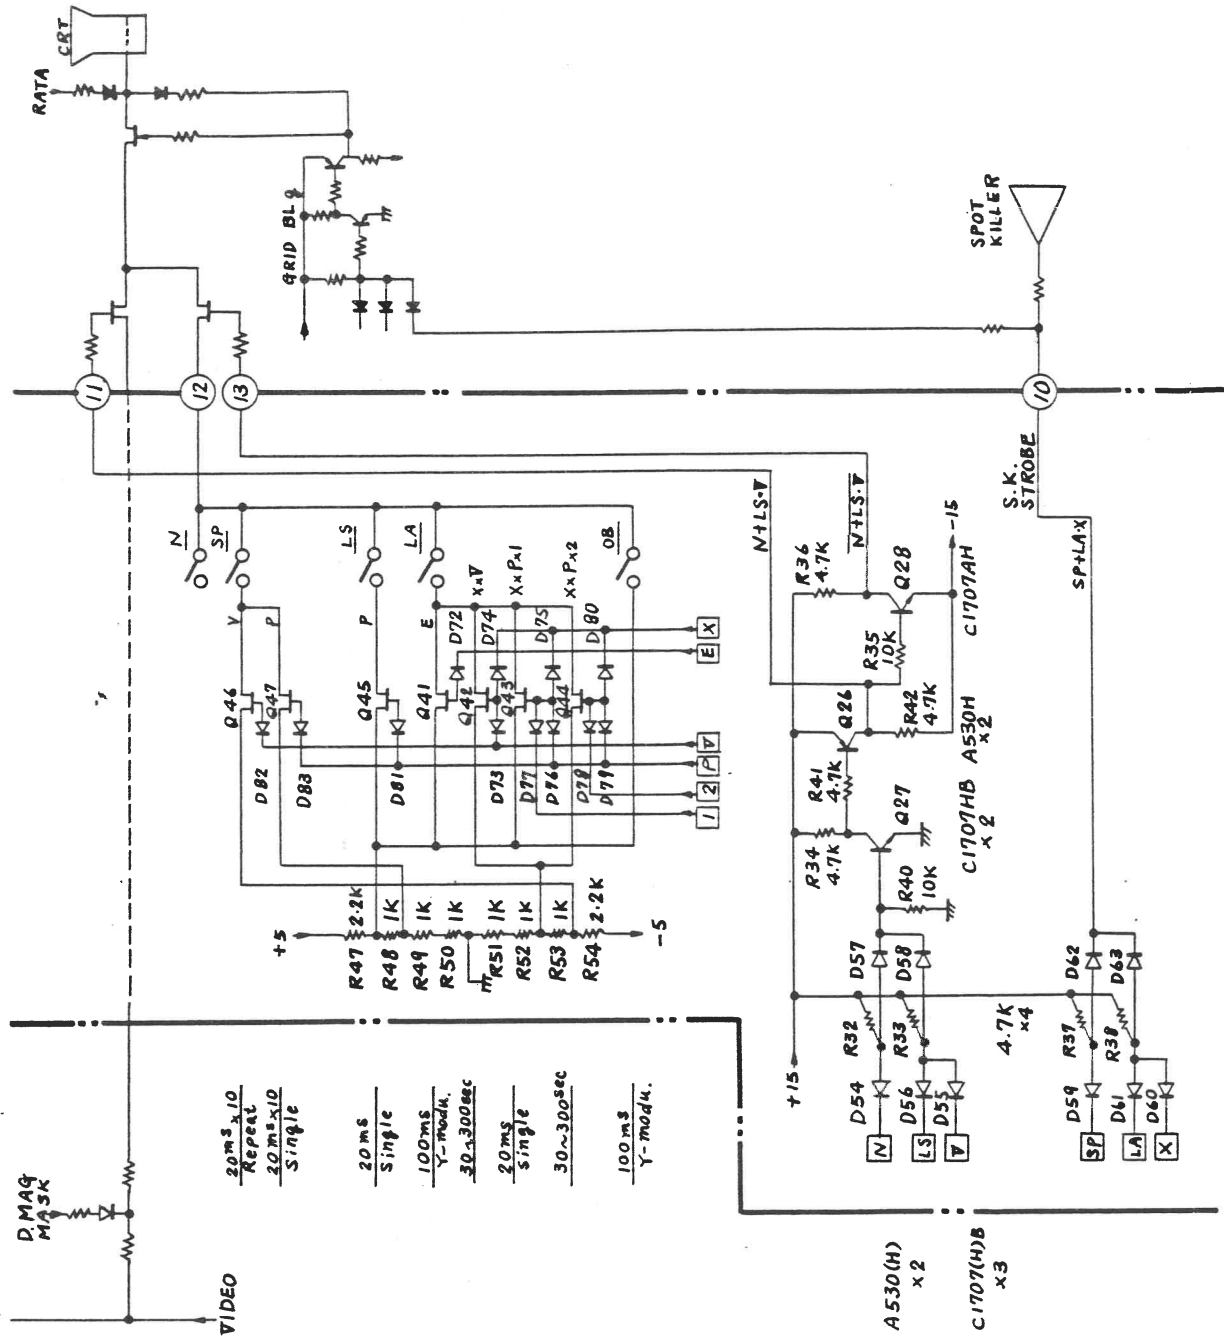 CRT
RATA
GRID BLQ
SPOT
KILLER
11
12
13
10
N
SP
LS
LA
OB
V
P
P
E
X×V
X×P×1
X×P×2
Q46
Q47
Q45
Q41
Q42
Q43
Q44
D72
D74
D75
D80
D82
D83
D81
D73
D77
D76
D78
D79
X
E
V
P
2
1
+5
-5
R47
2.2K
R48
1K
R49
1K
R50
1K
R51
1K
R52
1K
R53
1K
R54
2.2K
N+LS·V
N+LS·V
S.K.
STROBE
SP+LA·X
-15
R36
4.7K
Q28
C1707AH
R35
10K
Q26
R42
4.7K
A530H
×2
R41
4.7K
Q27
C1707HB
×2
R34
4.7K
R40
10K
D57
D58
R32
R33
4.7K
×4
R37
R38
D62
D63
+15
D54
D56
D55
D59
D61
D60
N
LS
V
SP
LA
X
20ms×10
Repeat
20ms×10
Single
20ms
Single
100ms
Y-modu.
30~300sec
20ms
single
30~300sec
100ms
Y-modu.
D.MAG
MASK
VIDEO
A530(H)
×2
C1707(H)B
×3